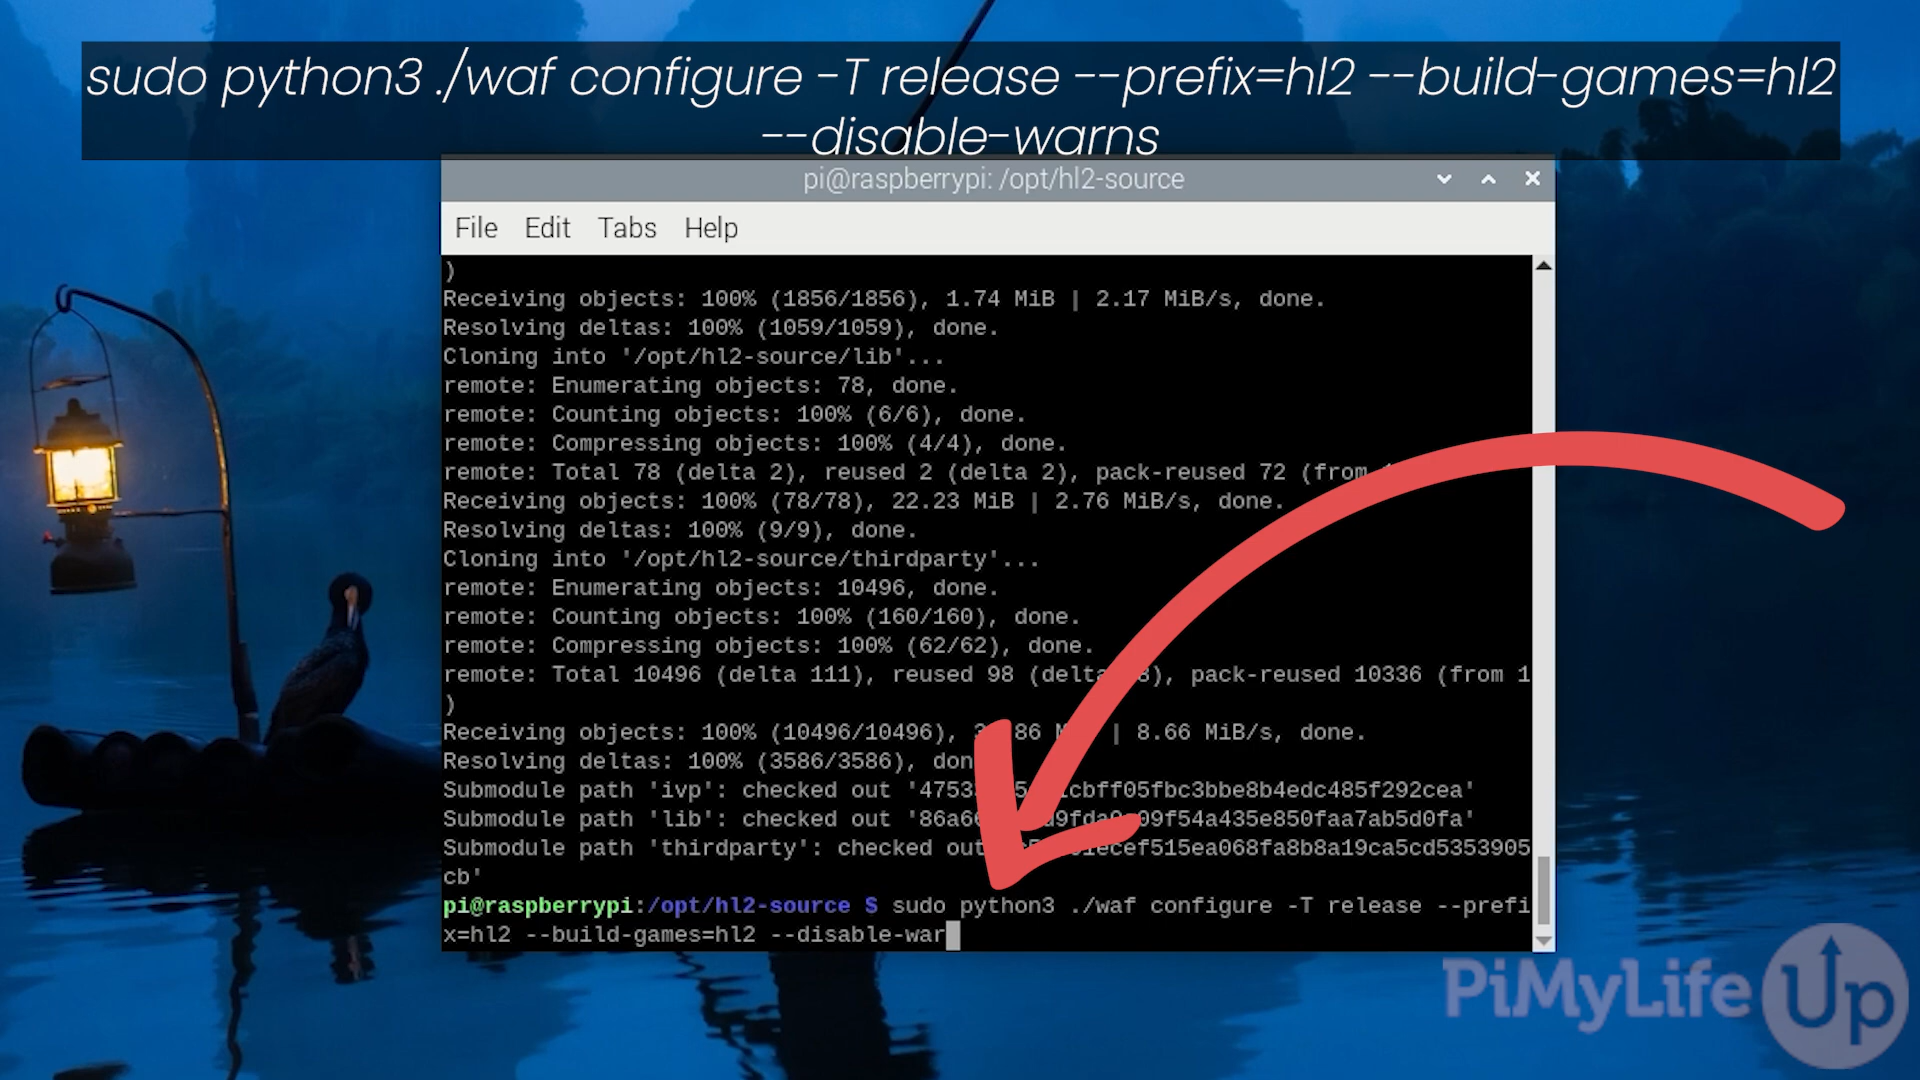 sudo python3 ./waf configure -T release --prefix=hl2 --build-games=hl2
--disable-warns
pi@raspberrypi: /opt/hl2-source
File Edit Tabs Help
)
Receiving objects: 100% (1856/1856), 1.74 MiB | 2.17 MiB/s, done.
Resolving deltas: 100% (1059/1059), done.
Cloning into '/opt/hl2-source/lib'...
remote: Enumerating objects: 78, done.
remote: Counting objects: 100% (6/6), done.
remote: Compressing objects: 100% (4/4), done.
remote: Total 78 (delta 2), reused 2 (delta 2), pack-reused 72 (from
Receiving objects: 100% (78/78), 22.23 MiB | 2.76 MiB/s, done.
Resolving deltas: 100% (9/9), done.
Cloning into '/opt/hl2-source/thirdparty'...
remote: Enumerating objects: 10496, done.
remote: Counting objects: 100% (160/160), done.
remote: Compressing objects: 100% (62/62), done.
remote: Total 10496 (delta 111), reused 98 pack-reused 10336 (from 1
)
Receiving objects: 100% (10496/10496), | 8.66 MiB/s, done.
Resolving deltas: 100% (3586/3586),
Submodule path 'ivp': checked out
Submodule path 'lib': checked out
Submodule path 'thirdparty': checked out
cb'
pi@raspberrypi:/opt/hl2-source $ sudo python3 ./waf configure -T release --prefi
x=hl2 --build-games=hl2 --disable-war
PiMyLifeUp